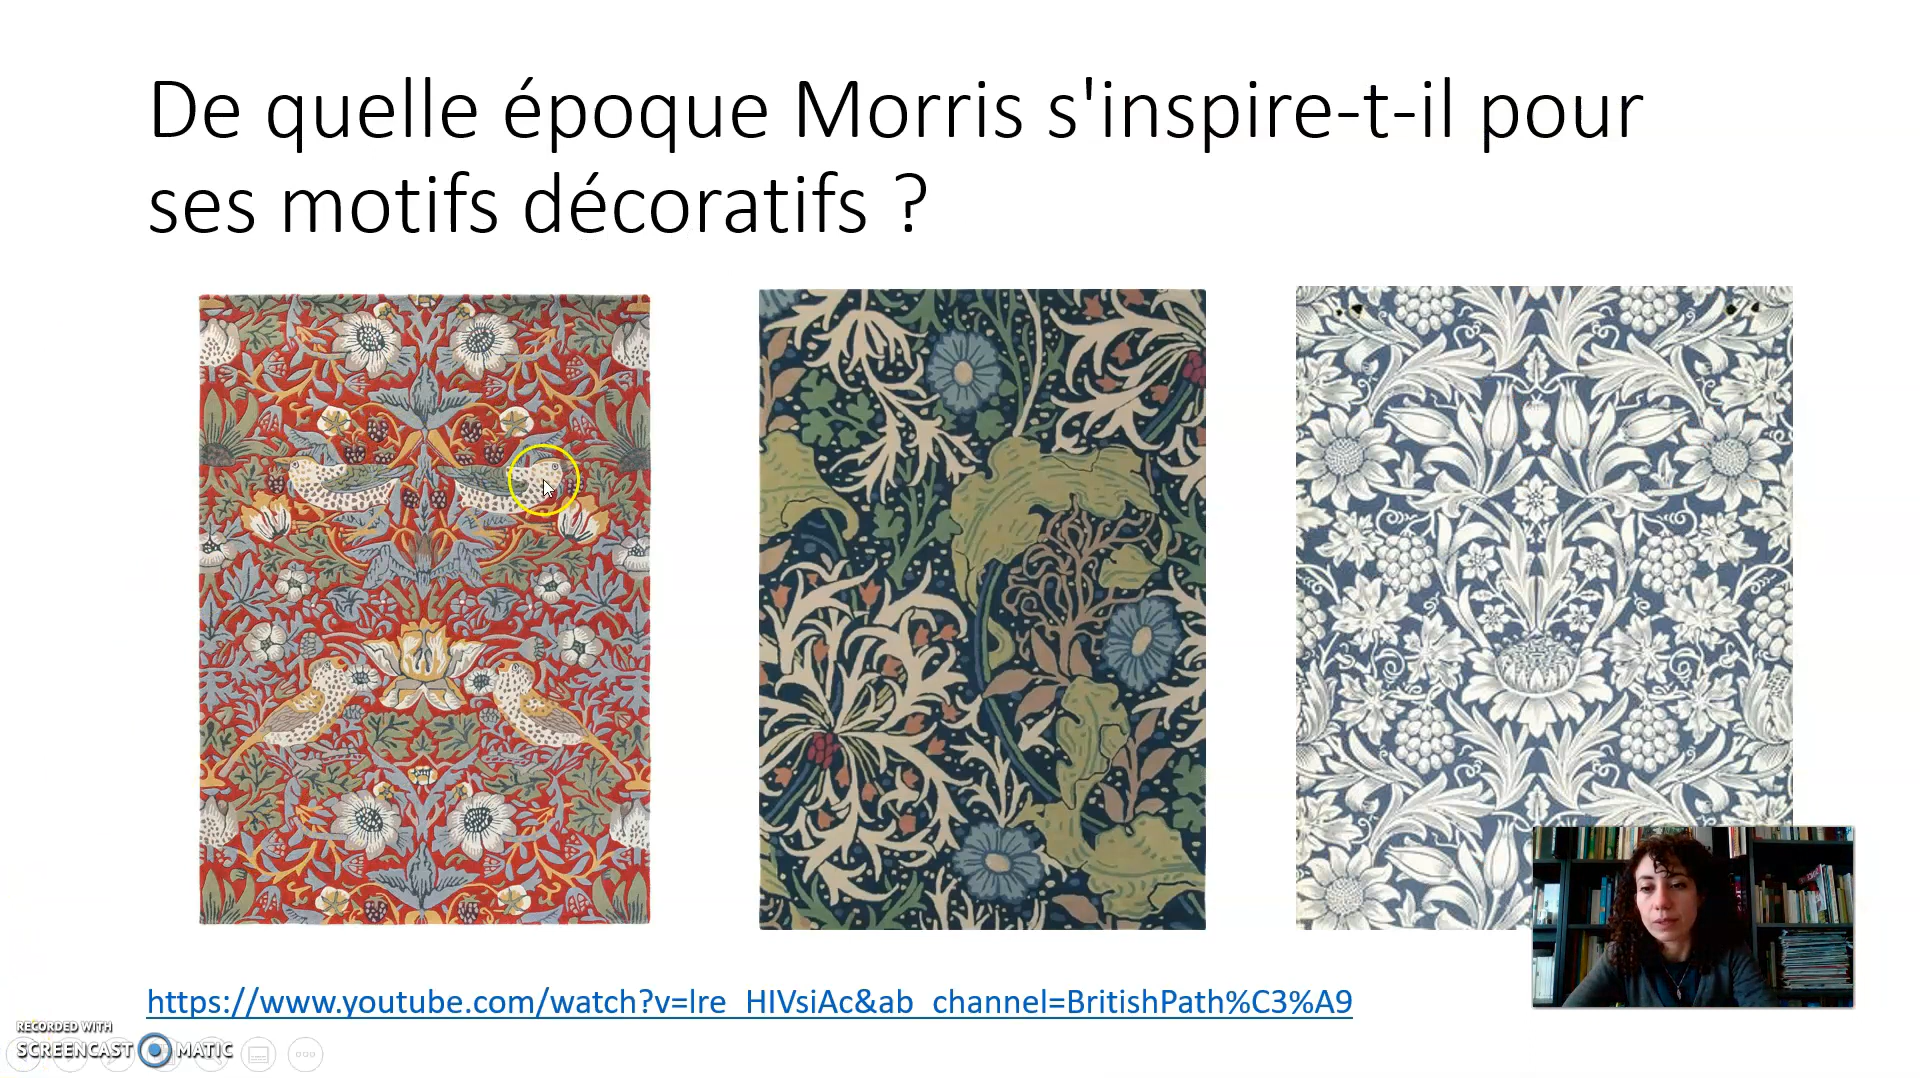 De quelle époque Morris s'inspire-t-il pour
ses motifs décoratifs ?
https://www.youtube.com/watch?v=lre_HIVsiAc&ab_channel=BritishPath%C3%A9
RECORDED WITH
SCREENCAST MATIC